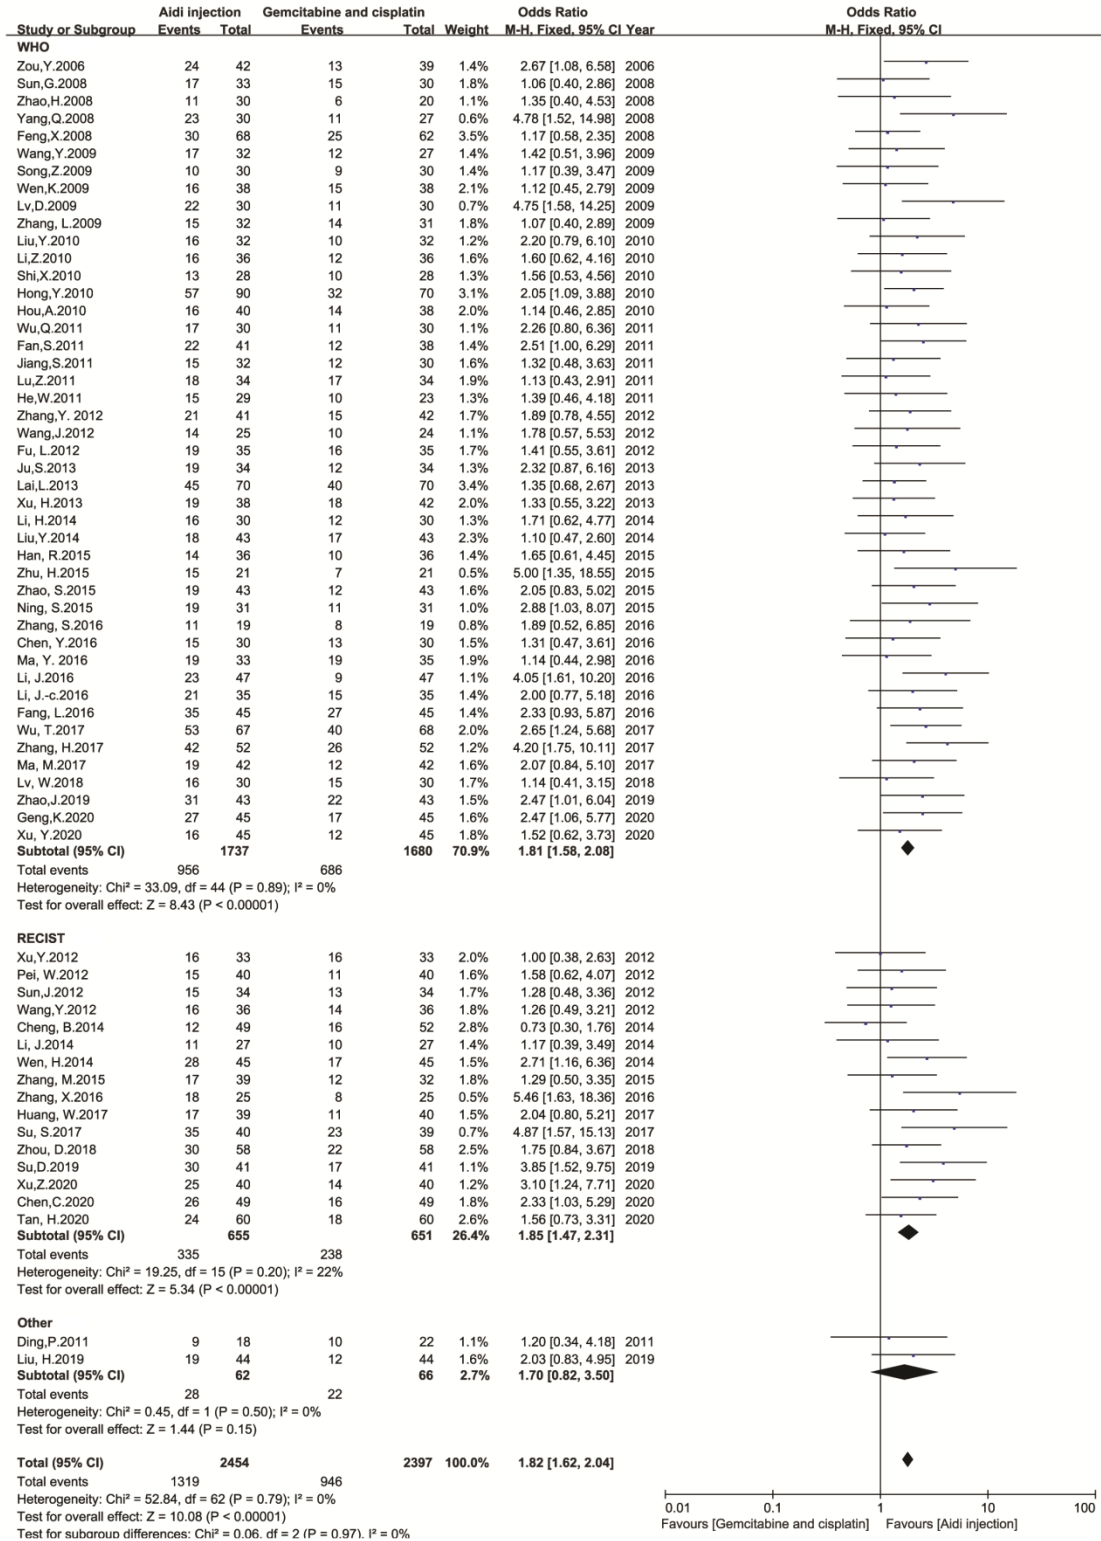 Aidi injection Gemcitabine and cisplatin Odds Ratio Odds Ratio
Study or Subgroup Events Total Events Total Weight M-H, Fixed, 95% CI Year M-H, Fixed, 95% CI
WHO
Zou,Y.2006 24 42 13 39 1.4% 2.67 [1.08, 6.58] 2006
Sun,G.2008 17 33 15 30 1.8% 1.06 [0.40, 2.86] 2008
Zhao,H.2008 11 30 6 20 1.1% 1.35 [0.40, 4.53] 2008
Yang,Q.2008 23 30 11 27 0.6% 4.78 [1.52, 14.98] 2008
Feng,X.2008 30 68 25 62 3.5% 1.17 [0.58, 2.35] 2008
Wang,Y.2009 17 32 12 27 1.4% 1.42 [0.51, 3.96] 2009
Song,Z.2009 10 30 9 30 1.3% 1.17 [0.39, 3.47] 2009
Wen,K.2009 16 38 15 38 2.1% 1.12 [0.45, 2.79] 2009
Lv,D.2009 22 30 11 30 0.7% 4.75 [1.58, 14.25] 2009
Zhang, L.2009 15 32 14 31 1.7% 1.07 [0.40, 2.89] 2009
Liu,Y.2010 16 32 10 32 1.2% 2.20 [0.79, 6.10] 2010
Li,Z.2010 16 36 12 36 1.6% 1.60 [0.62, 4.16] 2010
Shi,X.2010 13 28 10 28 1.2% 1.56 [0.53, 4.56] 2010
Hong,Y.2010 57 90 32 70 3.1% 2.05 [1.09, 3.88] 2010
Hou,A.2010 16 40 14 38 2.0% 1.14 [0.46, 2.85] 2010
Wu,Q.2011 17 30 11 30 1.1% 2.26 [0.80, 6.36] 2011
Fan,S.2011 22 41 12 38 1.4% 2.51 [1.00, 6.29] 2011
Jiang,S.2011 15 32 12 30 1.5% 1.32 [0.48, 3.63] 2011
Lu,Z.2011 18 34 17 34 1.9% 1.13 [0.43, 2.91] 2011
He,W.2011 15 29 10 23 1.3% 1.39 [0.46, 4.18] 2011
Zhang,Y. 2012 21 41 15 42 1.7% 1.89 [0.78, 4.55] 2012
Wang,J.2012 14 25 10 24 1.1% 1.78 [0.57, 5.53] 2012
Fu, L.2012 19 35 16 35 1.7% 1.41 [0.55, 3.61] 2012
Ju,S.2013 19 34 12 34 1.2% 2.32 [0.87, 6.16] 2013
Lai,L.2013 45 70 40 70 3.4% 1.35 [0.68, 2.67] 2013
Xu, H.2013 19 38 18 42 2.0% 1.33 [0.55, 3.22] 2013
Li, H.2014 16 30 12 30 1.3% 1.71 [0.62, 4.77] 2014
Liu,Y.2014 18 43 17 43 2.3% 1.10 [0.47, 2.60] 2014
Han, R.2015 14 36 10 36 1.4% 1.65 [0.61, 4.45] 2015
Zhu, H.2015 15 21 7 21 0.5% 5.00 [1.35, 18.55] 2015
Zhao, S.2015 19 43 12 43 1.6% 2.05 [0.83, 5.02] 2015
Ning, S.2015 19 31 11 31 1.0% 2.88 [1.03, 8.07] 2015
Zhang, S.2016 11 19 8 19 0.8% 1.89 [0.52, 6.85] 2016
Chen, Y.2016 15 30 13 30 1.5% 1.31 [0.47, 3.61] 2016
Ma, Y. 2016 19 33 19 35 1.8% 1.14 [0.44, 2.98] 2016
Li, J.2016 23 47 9 47 1.1% 4.05 [1.61, 10.20] 2016
Li, J.-c.2016 21 35 15 35 1.4% 2.00 [0.77, 5.18] 2016
Fang, L.2016 35 45 27 45 1.4% 2.33 [0.93, 5.87] 2016
Wu, T.2017 53 67 40 68 2.0% 2.65 [1.24, 5.68] 2017
Zhang, H.2017 42 52 26 52 1.2% 4.20 [1.75, 10.11] 2017
Ma, M.2017 19 42 12 42 1.6% 2.07 [0.84, 5.10] 2017
Lv, W.2018 16 30 15 30 1.7% 1.14 [0.41, 3.15] 2018
Zhao,J.2019 31 43 22 43 1.5% 2.47 [1.01, 6.04] 2019
Geng,K.2020 27 45 17 45 1.6% 2.47 [1.06, 5.77] 2020
Xu, Y.2020 16 45 12 45 1.8% 1.52 [0.62, 3.73] 2020
Subtotal (95% CI) 1737 1680 70.9% 1.81 [1.58, 2.08]
Total events 956 686
Heterogeneity: Chi² = 33.09, df = 44 (P = 0.89); I² = 0%
Test for overall effect: Z = 8.43 (P < 0.00001)
RECIST
Xu,Y.2012 16 33 16 33 2.0% 1.00 [0.38, 2.63] 2012
Pei, W.2012 15 40 11 40 1.6% 1.58 [0.62, 4.07] 2012
Sun,J.2012 15 34 13 34 1.7% 1.28 [0.48, 3.36] 2012
Wang,Y.2012 16 36 14 36 1.8% 1.26 [0.49, 3.21] 2012
Cheng, B.2014 12 49 16 52 2.8% 0.73 [0.30, 1.76] 2014
Li, J.2014 11 27 10 27 1.4% 1.17 [0.39, 3.49] 2014
Wen, H.2014 28 45 17 45 1.5% 2.71 [1.16, 6.36] 2014
Zhang, M.2015 17 39 12 32 1.8% 1.29 [0.50, 3.35] 2015
Zhang, X.2016 18 25 8 25 0.5% 5.46 [1.63, 18.36] 2016
Huang, W.2017 17 39 11 40 1.5% 2.04 [0.80, 5.21] 2017
Su, S.2017 35 40 23 39 0.7% 4.87 [1.57, 15.13] 2017
Zhou, D.2018 30 58 22 58 2.5% 1.75 [0.84, 3.67] 2018
Su,D.2019 30 41 17 41 1.1% 3.85 [1.52, 9.75] 2019
Xu,Z.2020 25 40 14 40 1.2% 3.10 [1.24, 7.71] 2020
Chen,C.2020 26 49 16 49 1.8% 2.33 [1.03, 5.29] 2020
Tan, H.2020 24 60 18 60 2.6% 1.56 [0.73, 3.31] 2020
Subtotal (95% CI) 655 651 26.4% 1.85 [1.47, 2.31]
Total events 335 238
Heterogeneity: Chi² = 19.25, df = 15 (P = 0.20); I² = 22%
Test for overall effect: Z = 5.34 (P < 0.00001)
Other
Ding,P.2011 9 18 10 22 1.1% 1.20 [0.34, 4.18] 2011
Liu, H.2019 19 44 12 44 1.6% 2.03 [0.83, 4.95] 2019
Subtotal (95% CI) 62 66 2.7% 1.70 [0.82, 3.50]
Total events 28 22
Heterogeneity: Chi² = 0.45, df = 1 (P = 0.50); I² = 0%
Test for overall effect: Z = 1.44 (P = 0.15)
Total (95% CI) 2454 2397 100.0% 1.82 [1.62, 2.04]
Total events 1319 946
Heterogeneity: Chi² = 52.84, df = 62 (P = 0.79); I² = 0%
Test for overall effect: Z = 10.08 (P < 0.00001)
Test for subgroup differences: Chi² = 0.06, df = 2 (P = 0.97), I² = 0%
0.01 0.1 1 10 100
Favours [Gemcitabine and cisplatin] Favours [Aidi injection]